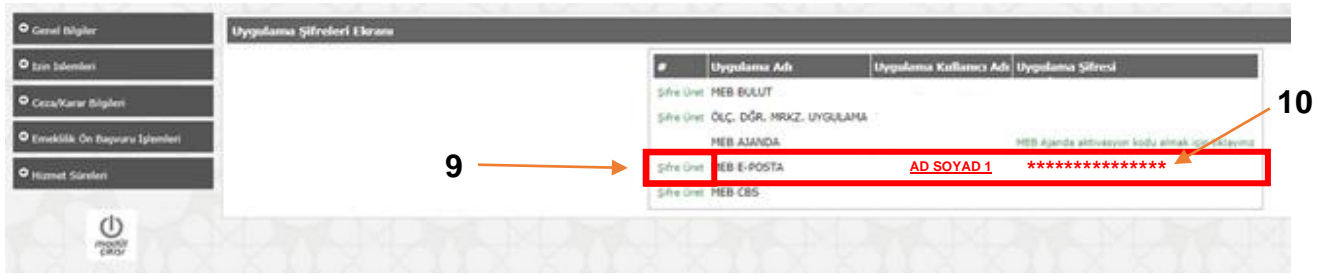 Genel Bilgiler
İzin İşlemleri
Ceza/Karar Bilgileri
Emeklilik Ön Başvuru İşlemleri
Hizmet Süreleri
modül
çıkışı
Uygulama Şifreleri Ekranı
# Uygulama Adı Uygulama Kullanıcı Adı Uygulama Şifresi
Şifre Üret MEB BULUT
Şifre Üret ÖLÇ. DĞR. MRKZ. UYGULAMA
MEB AJANDA MEB Ajanda aktivasyon kodu almak için tıklayınız
Şifre Üret MEB E-POSTA AD SOYAD 1 ***************
Şifre Üret MEB CBS
9
10